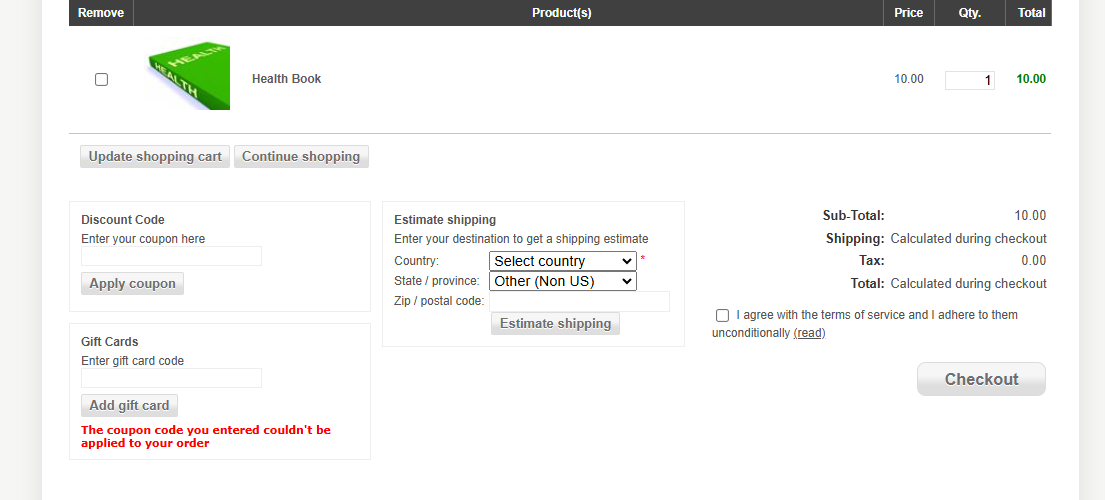 Remove Product(s) Price Qty. Total
HEALTH
HEALTH
Health Book 10.00 1 10.00
Update shopping cart Continue shopping
Discount Code
Enter your coupon here
Apply coupon
Gift Cards
Enter gift card code
Add gift card
The coupon code you entered couldn't be
applied to your order
Estimate shipping
Enter your destination to get a shipping estimate
Country: Select country *
State / province: Other (Non US)
Zip / postal code:
Estimate shipping
Sub-Total: 10.00
Shipping: Calculated during checkout
Tax: 0.00
Total: Calculated during checkout
I agree with the terms of service and I adhere to them
unconditionally (read)
Checkout